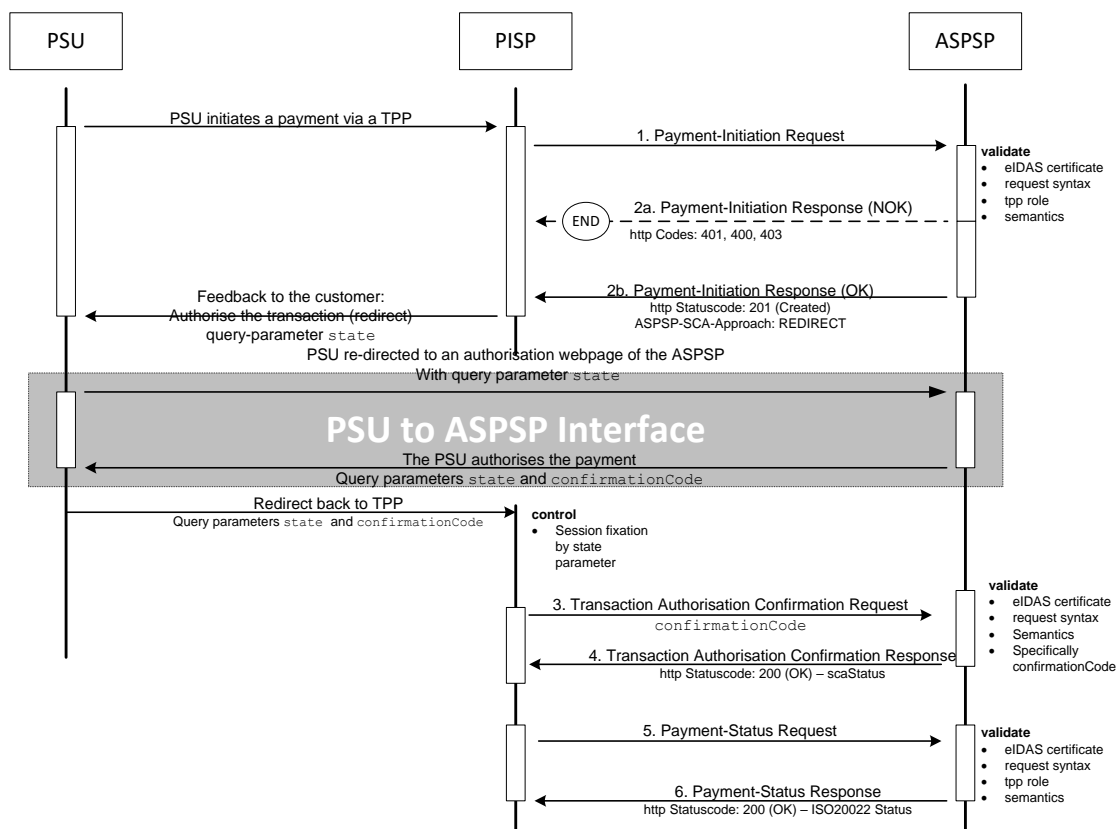 PSU
PISP
ASPSP
PSU initiates a payment via a TPP
1. Payment-Initiation Request
validate
• eIDAS certificate
• request syntax
• tpp role
• semantics
2a. Payment-Initiation Response (NOK)
END
http Codes: 401, 400, 403
2b. Payment-Initiation Response (OK)
http Statuscode: 201 (Created)
ASPSP-SCA-Approach: REDIRECT
Feedback to the customer:
Authorise the transaction (redirect)
query-parameter state
PSU re-directed to an authorisation webpage of the ASPSP
With query parameter state
PSU to ASPSP Interface
The PSU authorises the payment
Query parameters state and confirmationCode
Redirect back to TPP
Query parameters state and confirmationCode
control
• Session fixation
by state
parameter
3. Transaction Authorisation Confirmation Request
confirmationCode
validate
• eIDAS certificate
• request syntax
• Semantics
• Specifically
confirmationCode
4. Transaction Authorisation Confirmation Response
http Statuscode: 200 (OK) – scaStatus
5. Payment-Status Request
validate
• eIDAS certificate
• request syntax
• tpp role
• semantics
6. Payment-Status Response
http Statuscode: 200 (OK) – ISO20022 Status